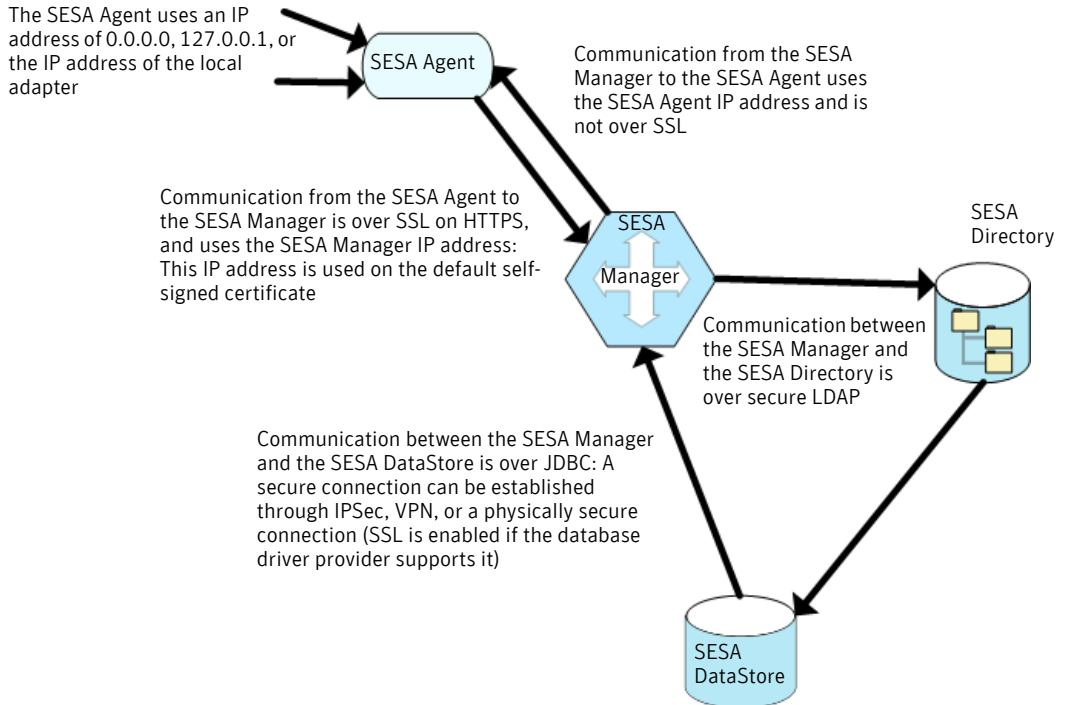 The SESA Agent uses an IP
address of 0.0.0.0, 127.0.0.1, or
the IP address of the local
adapter
SESA Agent
Communication from the SESA
Manager to the SESA Agent uses
the SESA Agent IP address and is
not over SSL
Communication from the SESA Agent to
the SESA Manager is over SSL on HTTPS,
and uses the SESA Manager IP address:
This IP address is used on the default self-
signed certificate
SESA
Manager
SESA
Directory
Communication between
the SESA Manager and
the SESA Directory is
over secure LDAP
Communication between the SESA Manager
and the SESA DataStore is over JDBC: A
secure connection can be established
through IPSec, VPN, or a physically secure
connection (SSL is enabled if the database
driver provider supports it)
SESA
DataStore